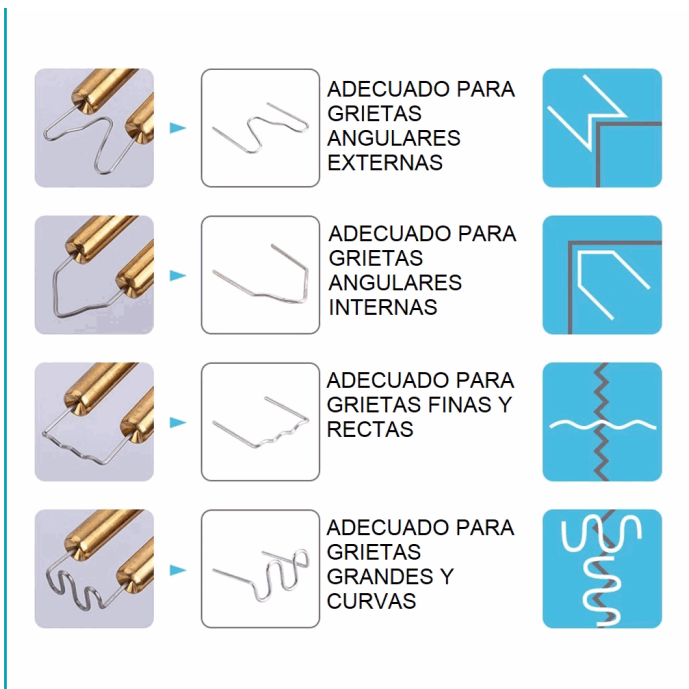 ADECUADO PARA
GRIETAS
ANGULARES
EXTERNAS
ADECUADO PARA
GRIETAS
ANGULARES
INTERNAS
ADECUADO PARA
GRIETAS FINAS Y
RECTAS
ADECUADO PARA
GRIETAS
GRANDES Y
CURVAS